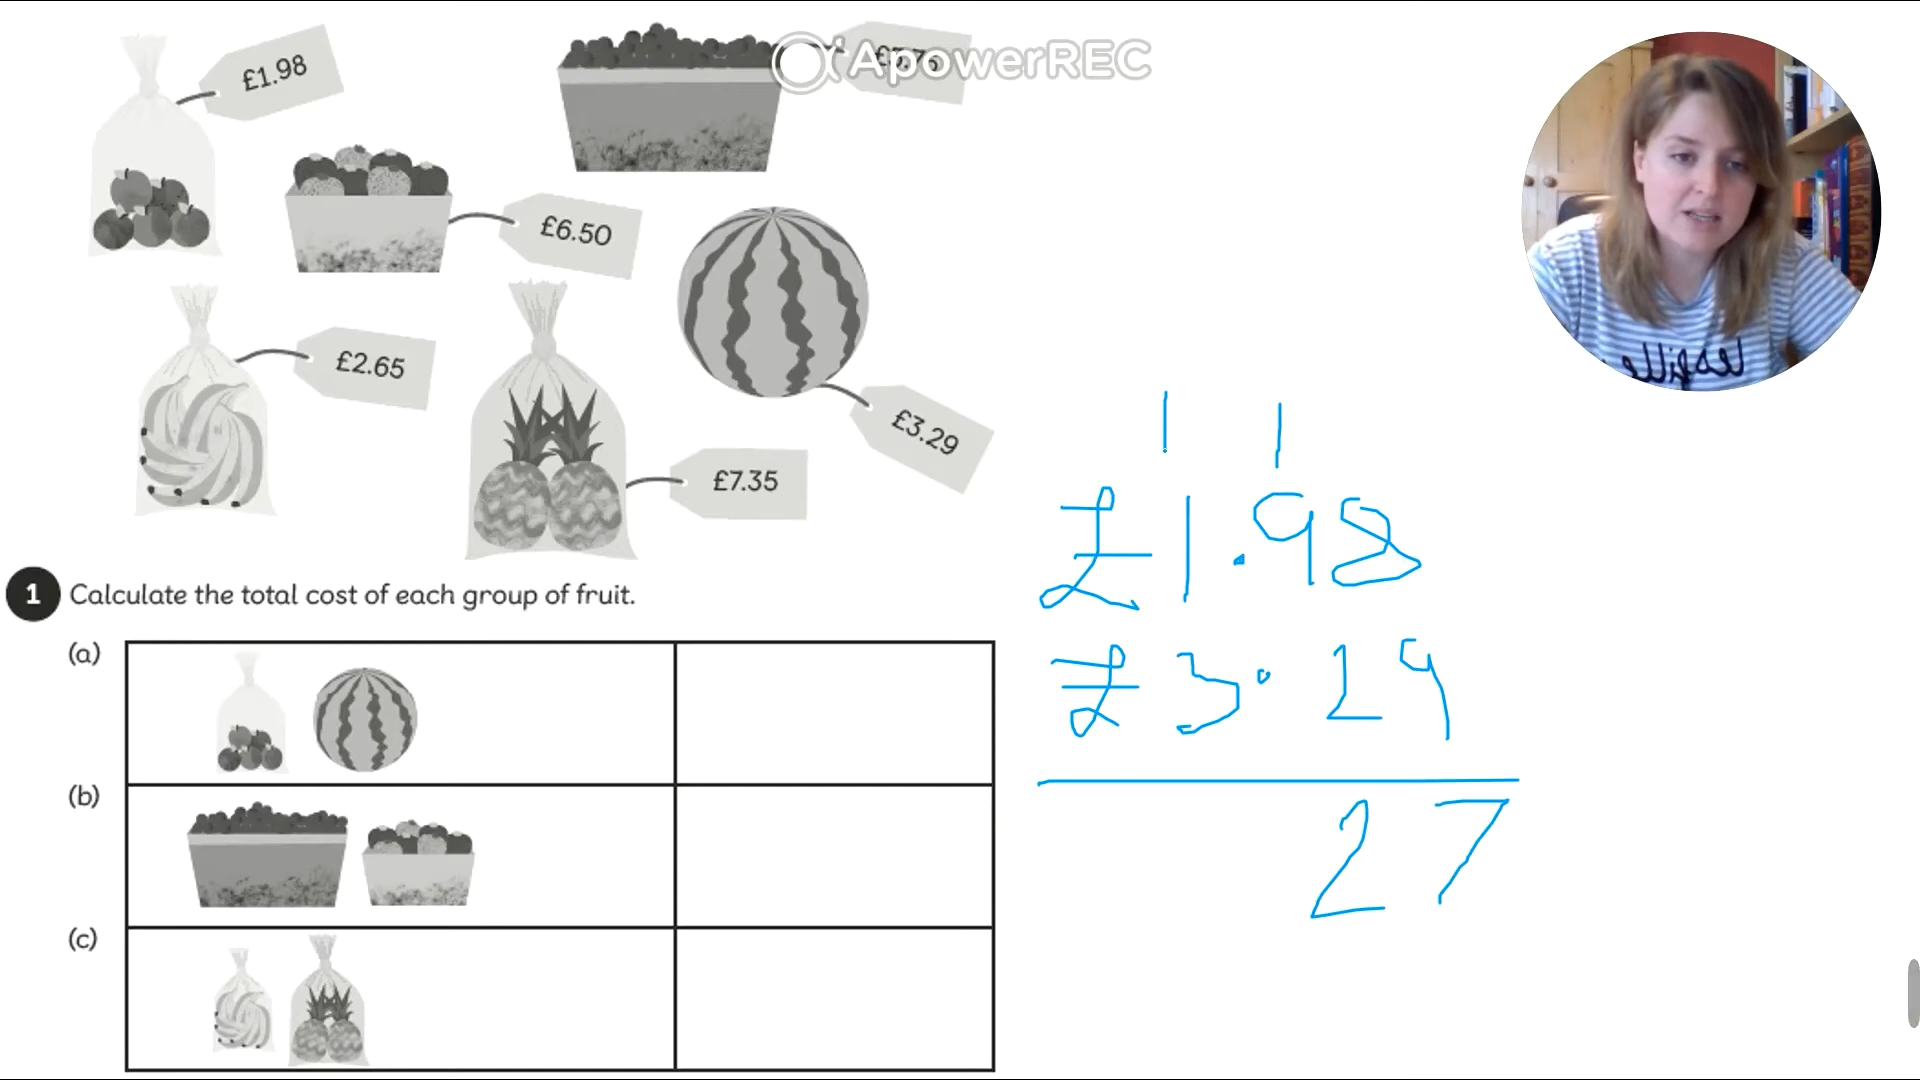 £1.98
ApowerREC
£6.50
£2.65
£3.29
£7.35
1 1
£1.98
£3.29
27
1 Calculate the total cost of each group of fruit.
(a)
(b)
(c)